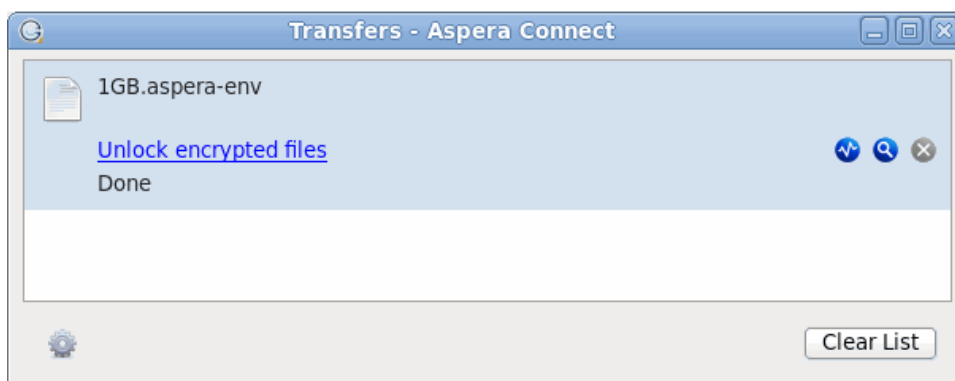 Transfers - Aspera Connect
1GB.aspera-env
Unlock encrypted files
Done
Clear List